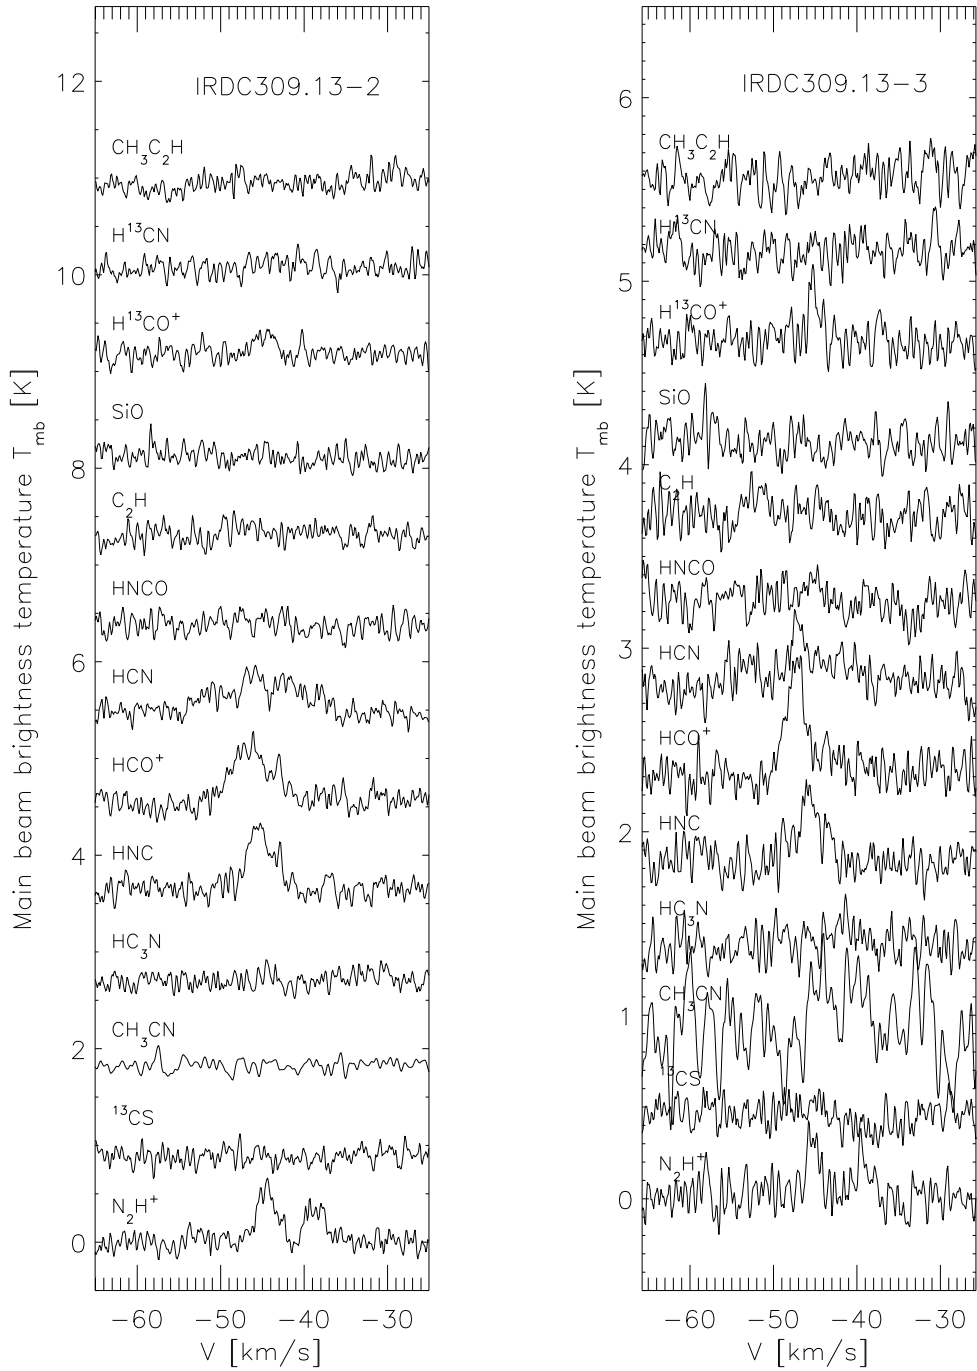 IRDC309.13−2
12
10
8
6
4
2
0
CH₃C₂H
H¹³CN
H¹³CO⁺
SiO
C₂H
HNCO
HCN
HCO⁺
HNC
HC₃N
CH₃CN
¹³CS
N₂H⁺
Main beam brightness temperature T_mb [K]
−60 −50 −40 −30
V [km/s]
IRDC309.13−3
6
5
4
3
2
1
0
CH₃C₂H
H¹³CN
H¹³CO⁺
SiO
C₂H
HNCO
HCN
HCO⁺
HNC
HC₃N
CH₃CN
¹³CS
N₂H⁺
Main beam brightness temperature T_mb [K]
−60 −50 −40 −30
V [km/s]